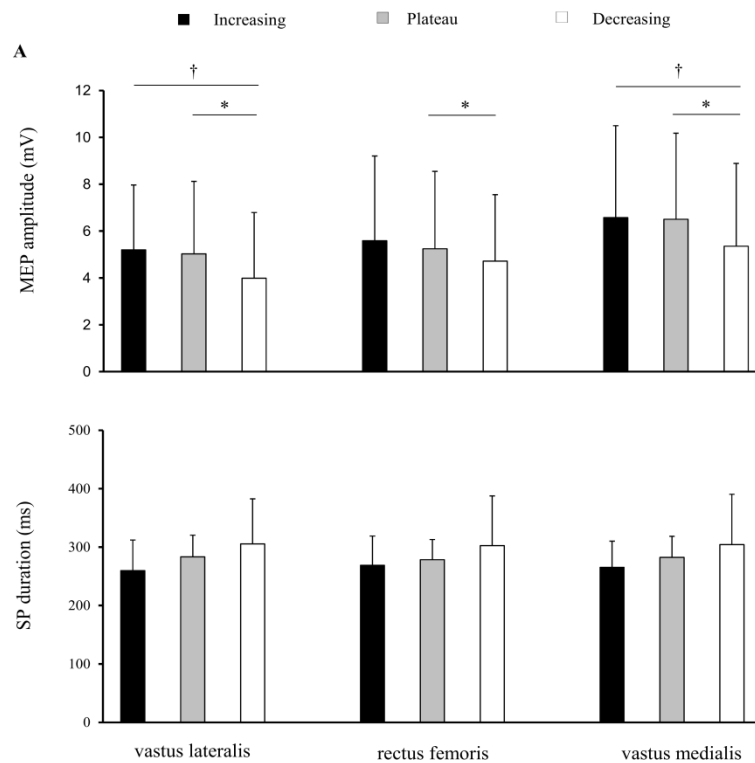 Increasing Plateau Decreasing
A
† †
* * *
12
10
8
6
4
2
0
MEP amplitude (mV)
500
400
300
200
100
0
SP duration (ms)
vastus lateralis rectus femoris vastus medialis